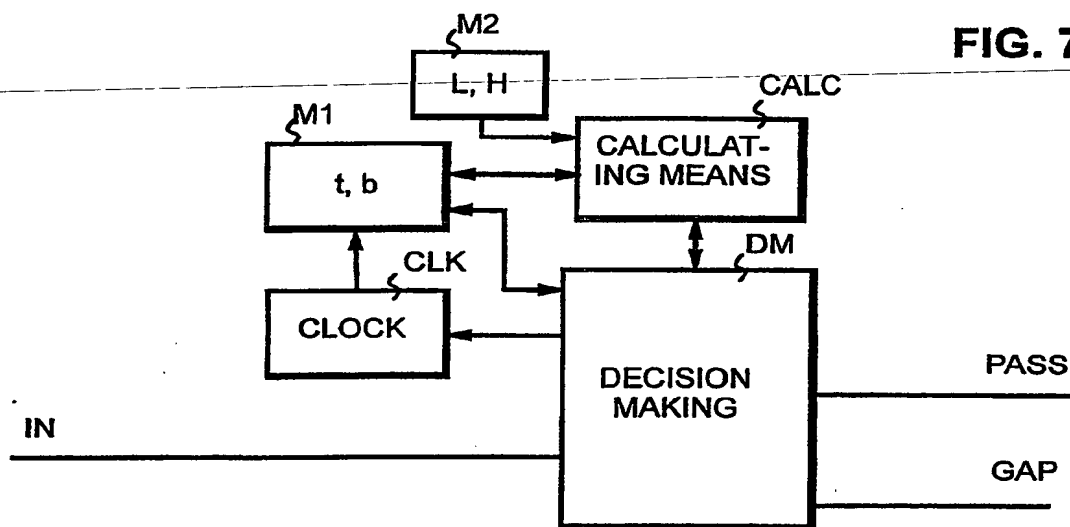 FIG. 7
M2
L, H
CALC
M1
CALCULAT-
ING MEANS
t, b
DM
CLK
CLOCK
DECISION
MAKING
PASS
IN
GAP